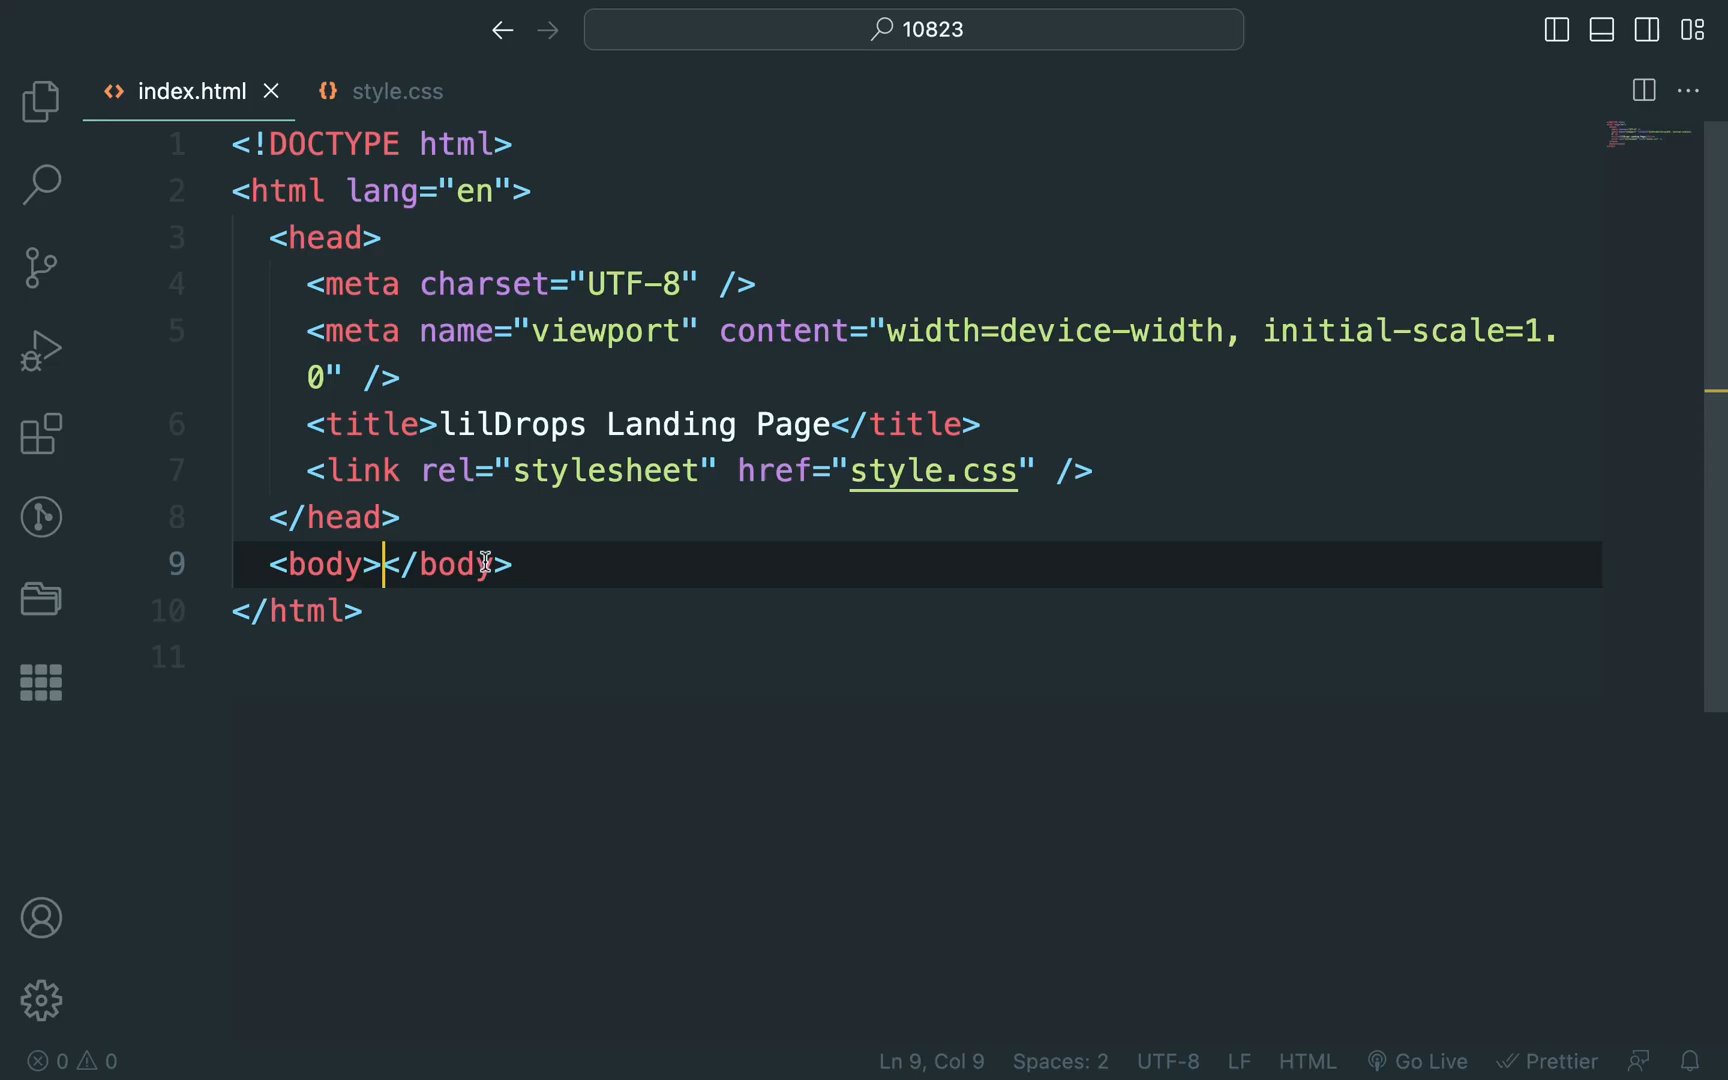 10823
index.html style.css
1 <!DOCTYPE html>
2 <html lang="en">
3 <head>
4 <meta charset="UTF-8" />
5 <meta name="viewport" content="width=device-width, initial-scale=1.
0" />
6 <title>lilDrops Landing Page</title>
7 <link rel="stylesheet" href="style.css" />
8 </head>
9 <body></body>
10 </html>
11
0 0 Ln 9, Col 9 Spaces: 2 UTF-8 LF HTML Go Live Prettier